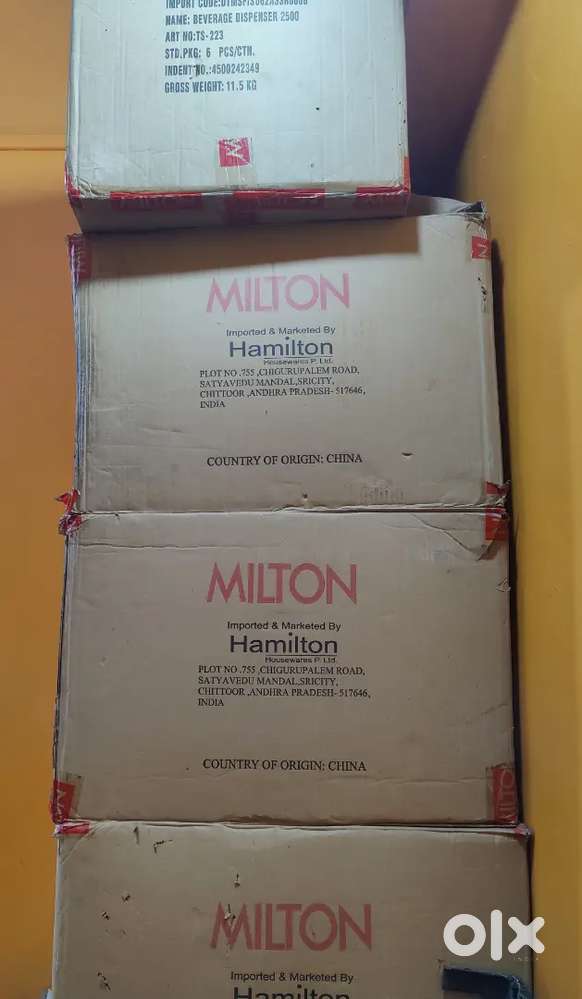 NAME: BEVERAGE DISPENSER 2500
ART NO:TS-223
STD.PKG: 6 PCS/CTN.
INDENT NO.:4500242349
GROSS WEIGHT: 11.5 KG
MILTON
Imported & Marketed By
Hamilton
Housewares P. Ltd.
PLOT NO .755 ,CHIGURUPALEM ROAD,
SATYAVEDU MANDAL,SRICITY,
CHITTOOR ,ANDHRA PRADESH- 517646,
INDIA
COUNTRY OF ORIGIN: CHINA
MILTON
Imported & Marketed By
Hamilton
Housewares P. Ltd.
PLOT NO .755 ,CHIGURUPALEM ROAD,
SATYAVEDU MANDAL,SRICITY,
CHITTOOR ,ANDHRA PRADESH- 517646,
INDIA
COUNTRY OF ORIGIN: CHINA
MILTON
Imported & Marketed By
Hamilton
olx
INDIA